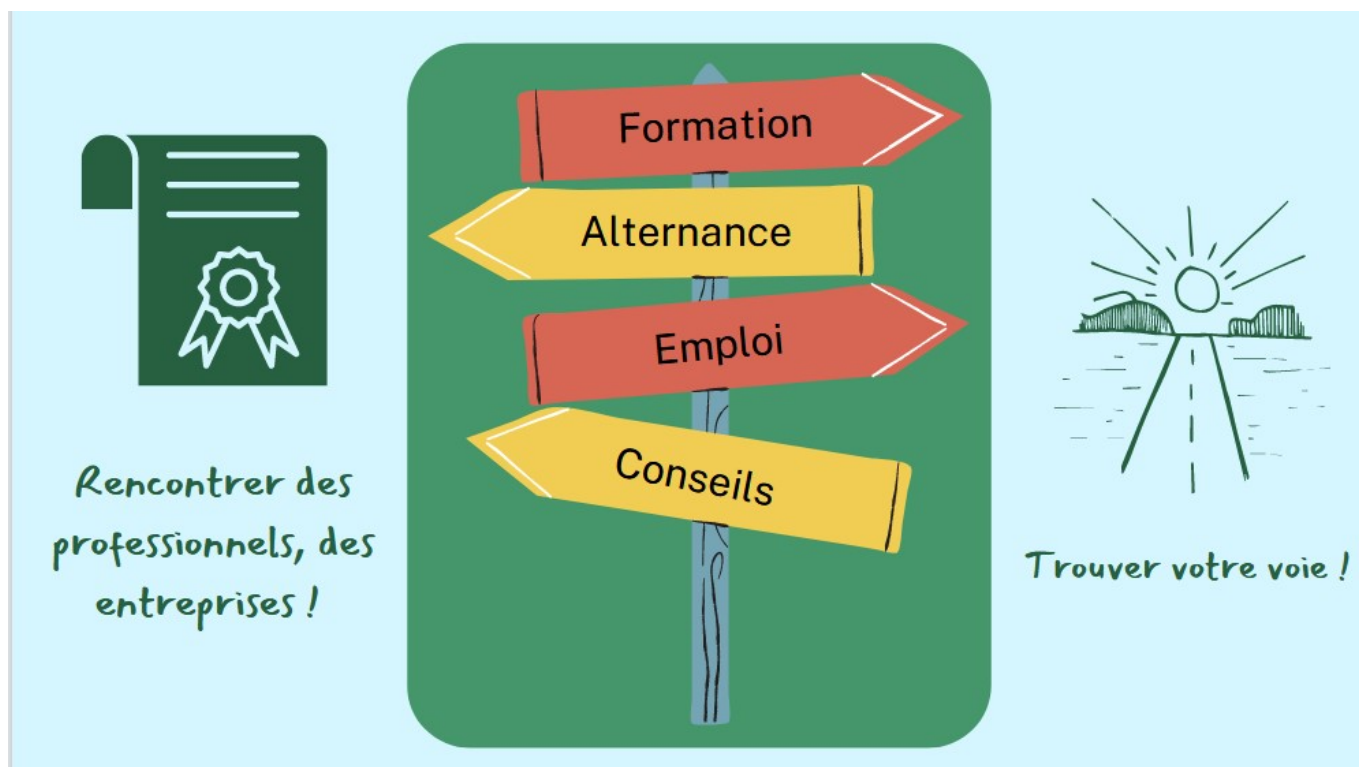 Formation
Alternance
Emploi
Conseils
Rencontrer des
professionnels, des
entreprises !
Trouver votre voie !